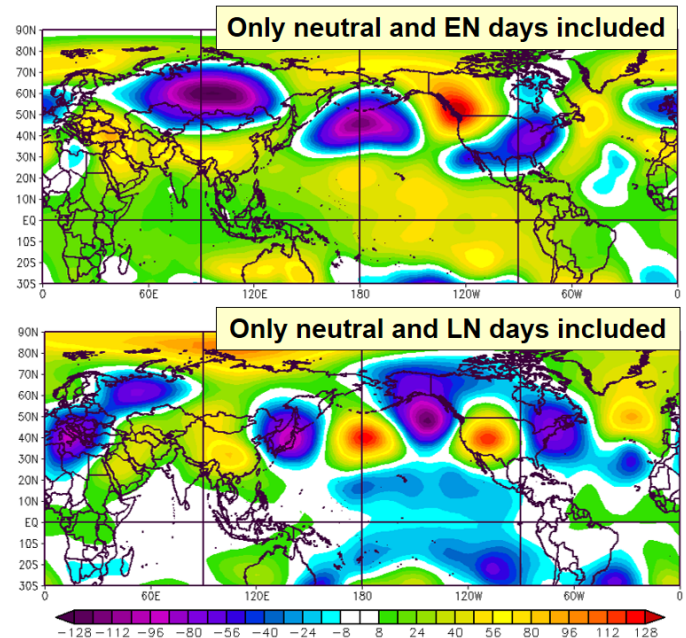 Only neutral and EN days included
90N
80N
70N
60N
50N
40N
30N
20N
10N
EQ
10S
20S
30S
0 60E 120E 180 120W 60W 0
Only neutral and LN days included
90N
80N
70N
60N
50N
40N
30N
20N
10N
EQ
10S
20S
30S
0 60E 120E 180 120W 60W 0
-128 -112 -96 -80 -56 -40 -24 -8 8 24 40 56 80 96 112 128